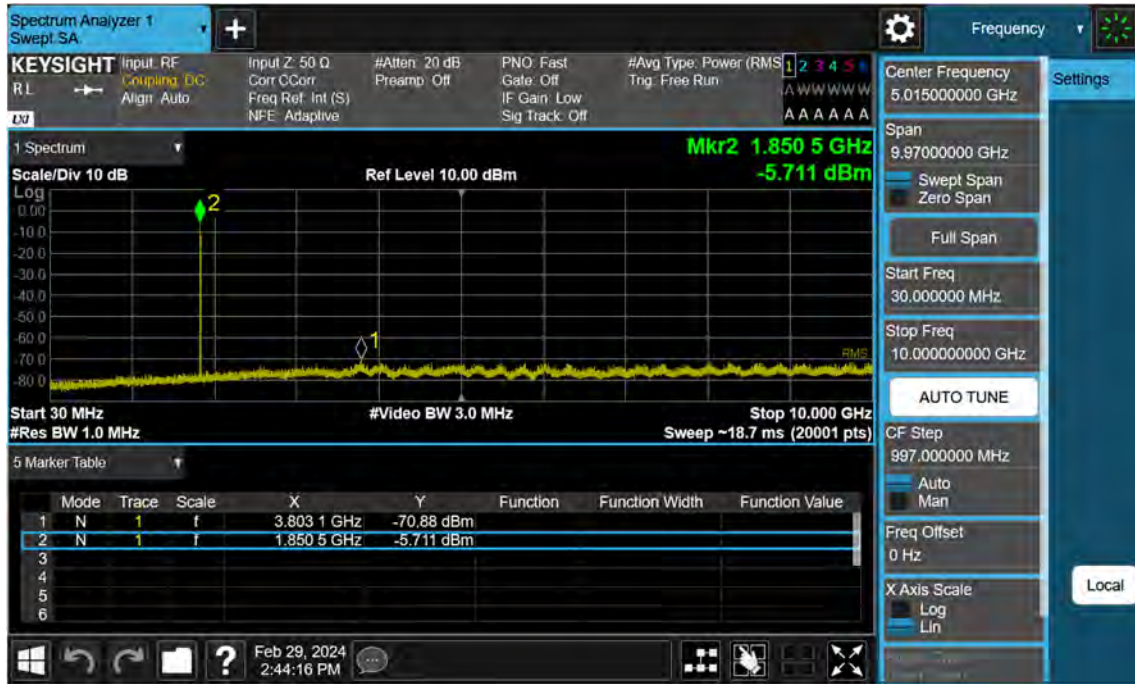 Spectrum Analyzer 1
Swept SA
Frequency
KEYSIGHT
RL
LXI
Input: RF
Coupling: DC
Align: Auto
Input Z: 50 Ω
Corr CCorr
Freq Ref: Int (S)
NFE: Adaptive
#Atten: 20 dB
Preamp: Off
PNO: Fast
Gate: Off
IF Gain: Low
Sig Track: Off
#Avg Type: Power (RMS
Trig: Free Run
1 2 3 4 5 6
A W W W W W
A A A A A A
1 Spectrum
Scale/Div 10 dB
Ref Level 10.00 dBm
Mkr2 1.850 5 GHz
-5.711 dBm
Log
0.00
-10.0
-20.0
-30.0
-40.0
-50.0
-60.0
-70.0
-80.0
2
1
RMS
Start 30 MHz
#Video BW 3.0 MHz
Stop 10.000 GHz
#Res BW 1.0 MHz
Sweep ~18.7 ms (20001 pts)
5 Marker Table
Mode Trace Scale X Y Function Function Width Function Value
1 N 1 f 3.803 1 GHz -70.88 dBm
2 N 1 f 1.850 5 GHz -5.711 dBm
3
4
5
6
Feb 29, 2024
2:44:16 PM
Center Frequency
5.015000000 GHz
Span
9.97000000 GHz
Swept Span
Zero Span
Full Span
Start Freq
30.000000 MHz
Stop Freq
10.000000000 GHz
AUTO TUNE
CF Step
997.000000 MHz
Auto
Man
Freq Offset
0 Hz
X Axis Scale
Log
Lin
Settings
Local